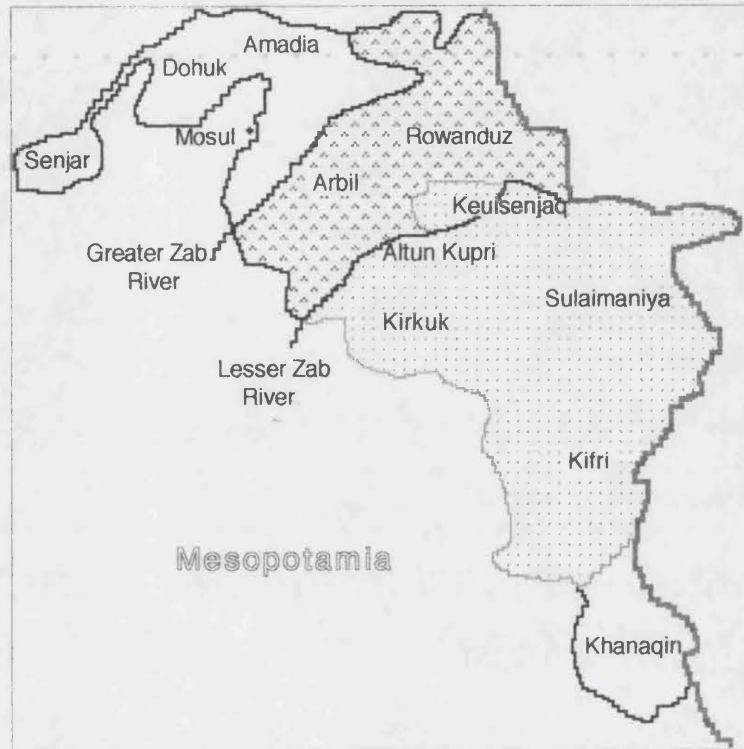 Amadia
Dohuk
Mosul
Rowanduz
Senjar
Arbil
Keuisenjaq
Greater Zab
River
Altun Kupri
Sulaimaniya
Kirkuk
Lesser Zab
River
Kifri
Mesopotamia
Khanaqin